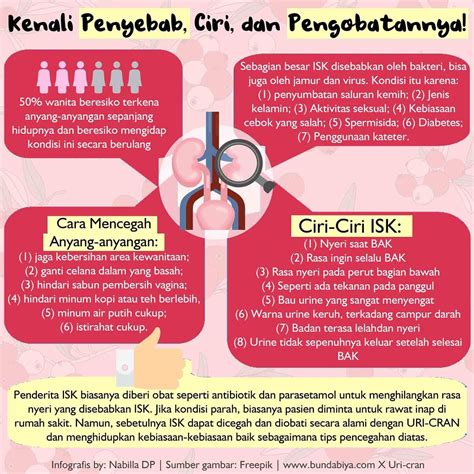 Kenali Penyebab, Ciri, dan Pengobatannya!
50% wanita beresiko terkena
anyang-anyangan sepanjang
hidupnya dan beresiko mengidap
kondisi ini secara berulang
Sebagian besar ISK disebabkan oleh bakteri, bisa
juga oleh jamur dan virus. Kondisi itu karena:
(1) penyumbatan saluran kemih; (2) Jenis
kelamin; (3) Aktivitas seksual; (4) Kebiasaan
cebok yang salah; (5) Spermisida; (6) Diabetes;
(7) Penggunaan kateter.
Cara Mencegah
Anyang-anyangan:
(1) jaga kebersihan area kewanitaan;
(2) ganti celana dalam yang basah;
(3) hindari sabun pembersih vagina;
(4) hindari minum kopi atau teh berlebih,
(5) minum air putih cukup;
(6) istirahat cukup.
Ciri-Ciri ISK:
(1) Nyeri saat BAK
(2) Rasa ingin selalu BAK
(3) Rasa nyeri pada perut bagian bawah
(4) Seperti ada tekanan pada panggul
(5) Bau urine yang sangat menyengat
(6) Warna urine keruh, terkadang campur darah
(7) Badan terasa lelahdan nyeri
(8) Urine tidak sepenuhnya keluar setelah selesai
BAK
Penderita ISK biasanya diberi obat seperti antibiotik dan parasetamol untuk menghilangkan rasa
nyeri yang disebabkan ISK. Jika kondisi parah, biasanya pasien diminta untuk rawat inap di
rumah sakit. Namun, sebetulnya ISK dapat dicegah dan diobati secara alami dengan URI-CRAN
dan menghidupkan kebiasaan-kebiasaan baik sebagaimana tips pencegahan diatas.
Infografis by: Nabilla DP | Sumber gambar: Freepik | www.bundabiya.com X Uri-cran